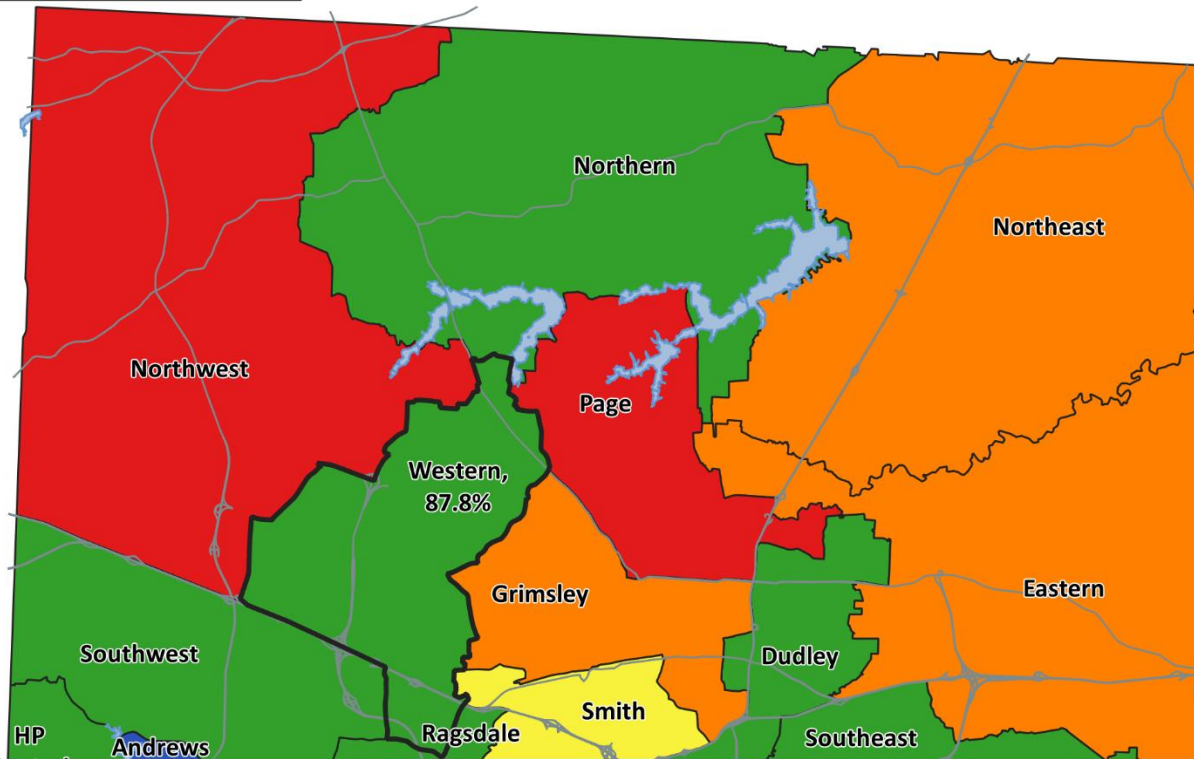 Northern
Northeast
Northwest
Page
Western,
87.8%
Grimsley
Eastern
Southwest
Dudley
Smith
Ragsdale
HP
Andrews
Southeast